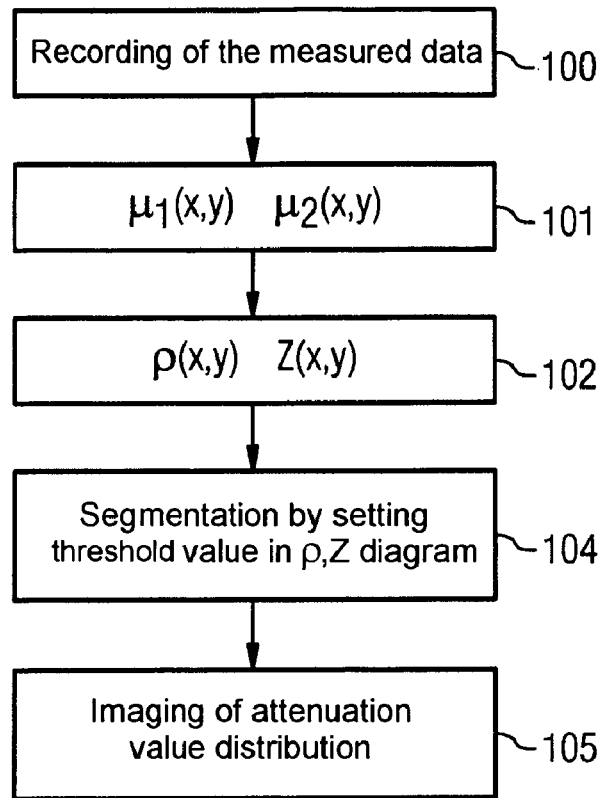 Recording of the measured data
100
μ1(x,y) μ2(x,y)
101
ρ(x,y) Z(x,y)
102
Segmentation by setting
threshold value in ρ,Z diagram
104
Imaging of attenuation
value distribution
105